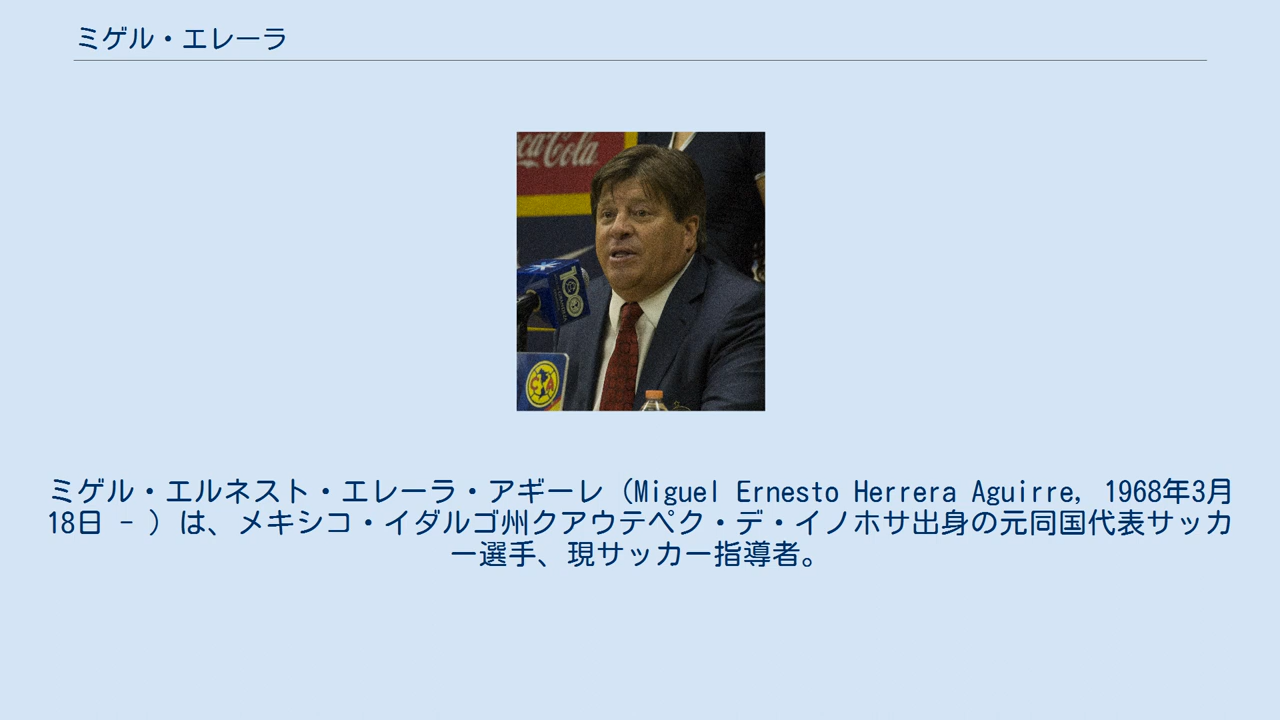 ミゲル・エレーラ
ca-Cola
100
CA
ミゲル・エルネスト・エレーラ・アギーレ（Miguel Ernesto Herrera Aguirre, 1968年3月
18日 - ）は、メキシコ・イダルゴ州クアウテペク・デ・イノホサ出身の元同国代表サッカ
ー選手、現サッカー指導者。